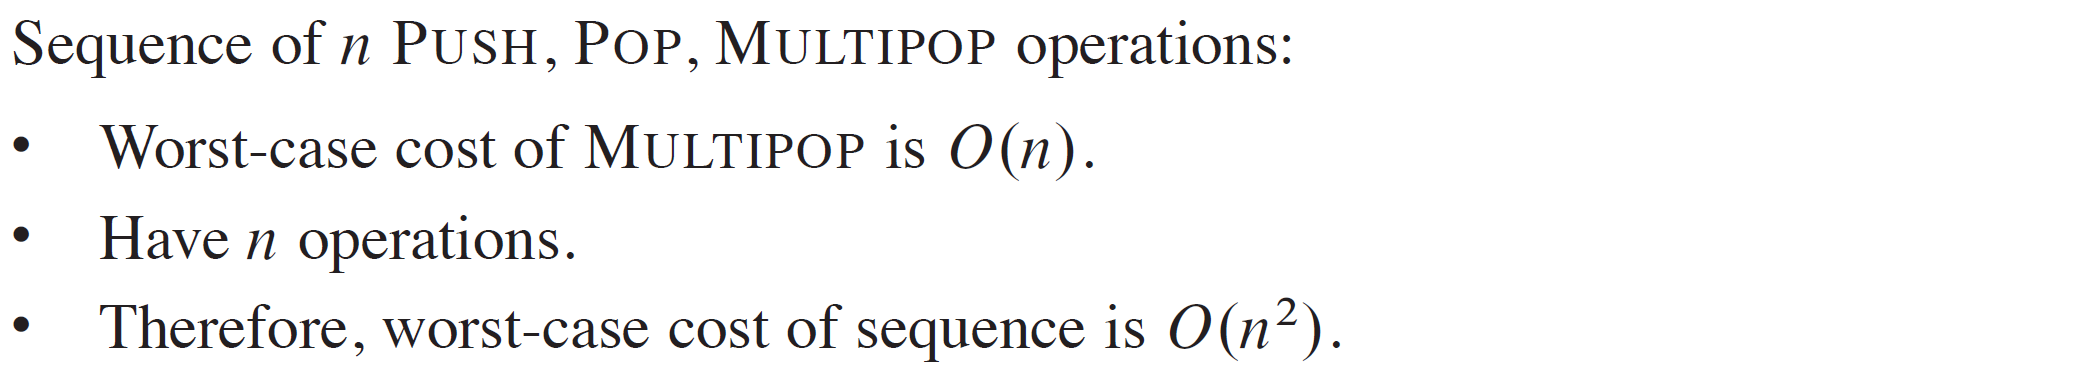 Sequence of n PUSH, POP, MULTIPOP operations:
• Worst-case cost of MULTIPOP is O(n).
• Have n operations.
• Therefore, worst-case cost of sequence is O(n²).